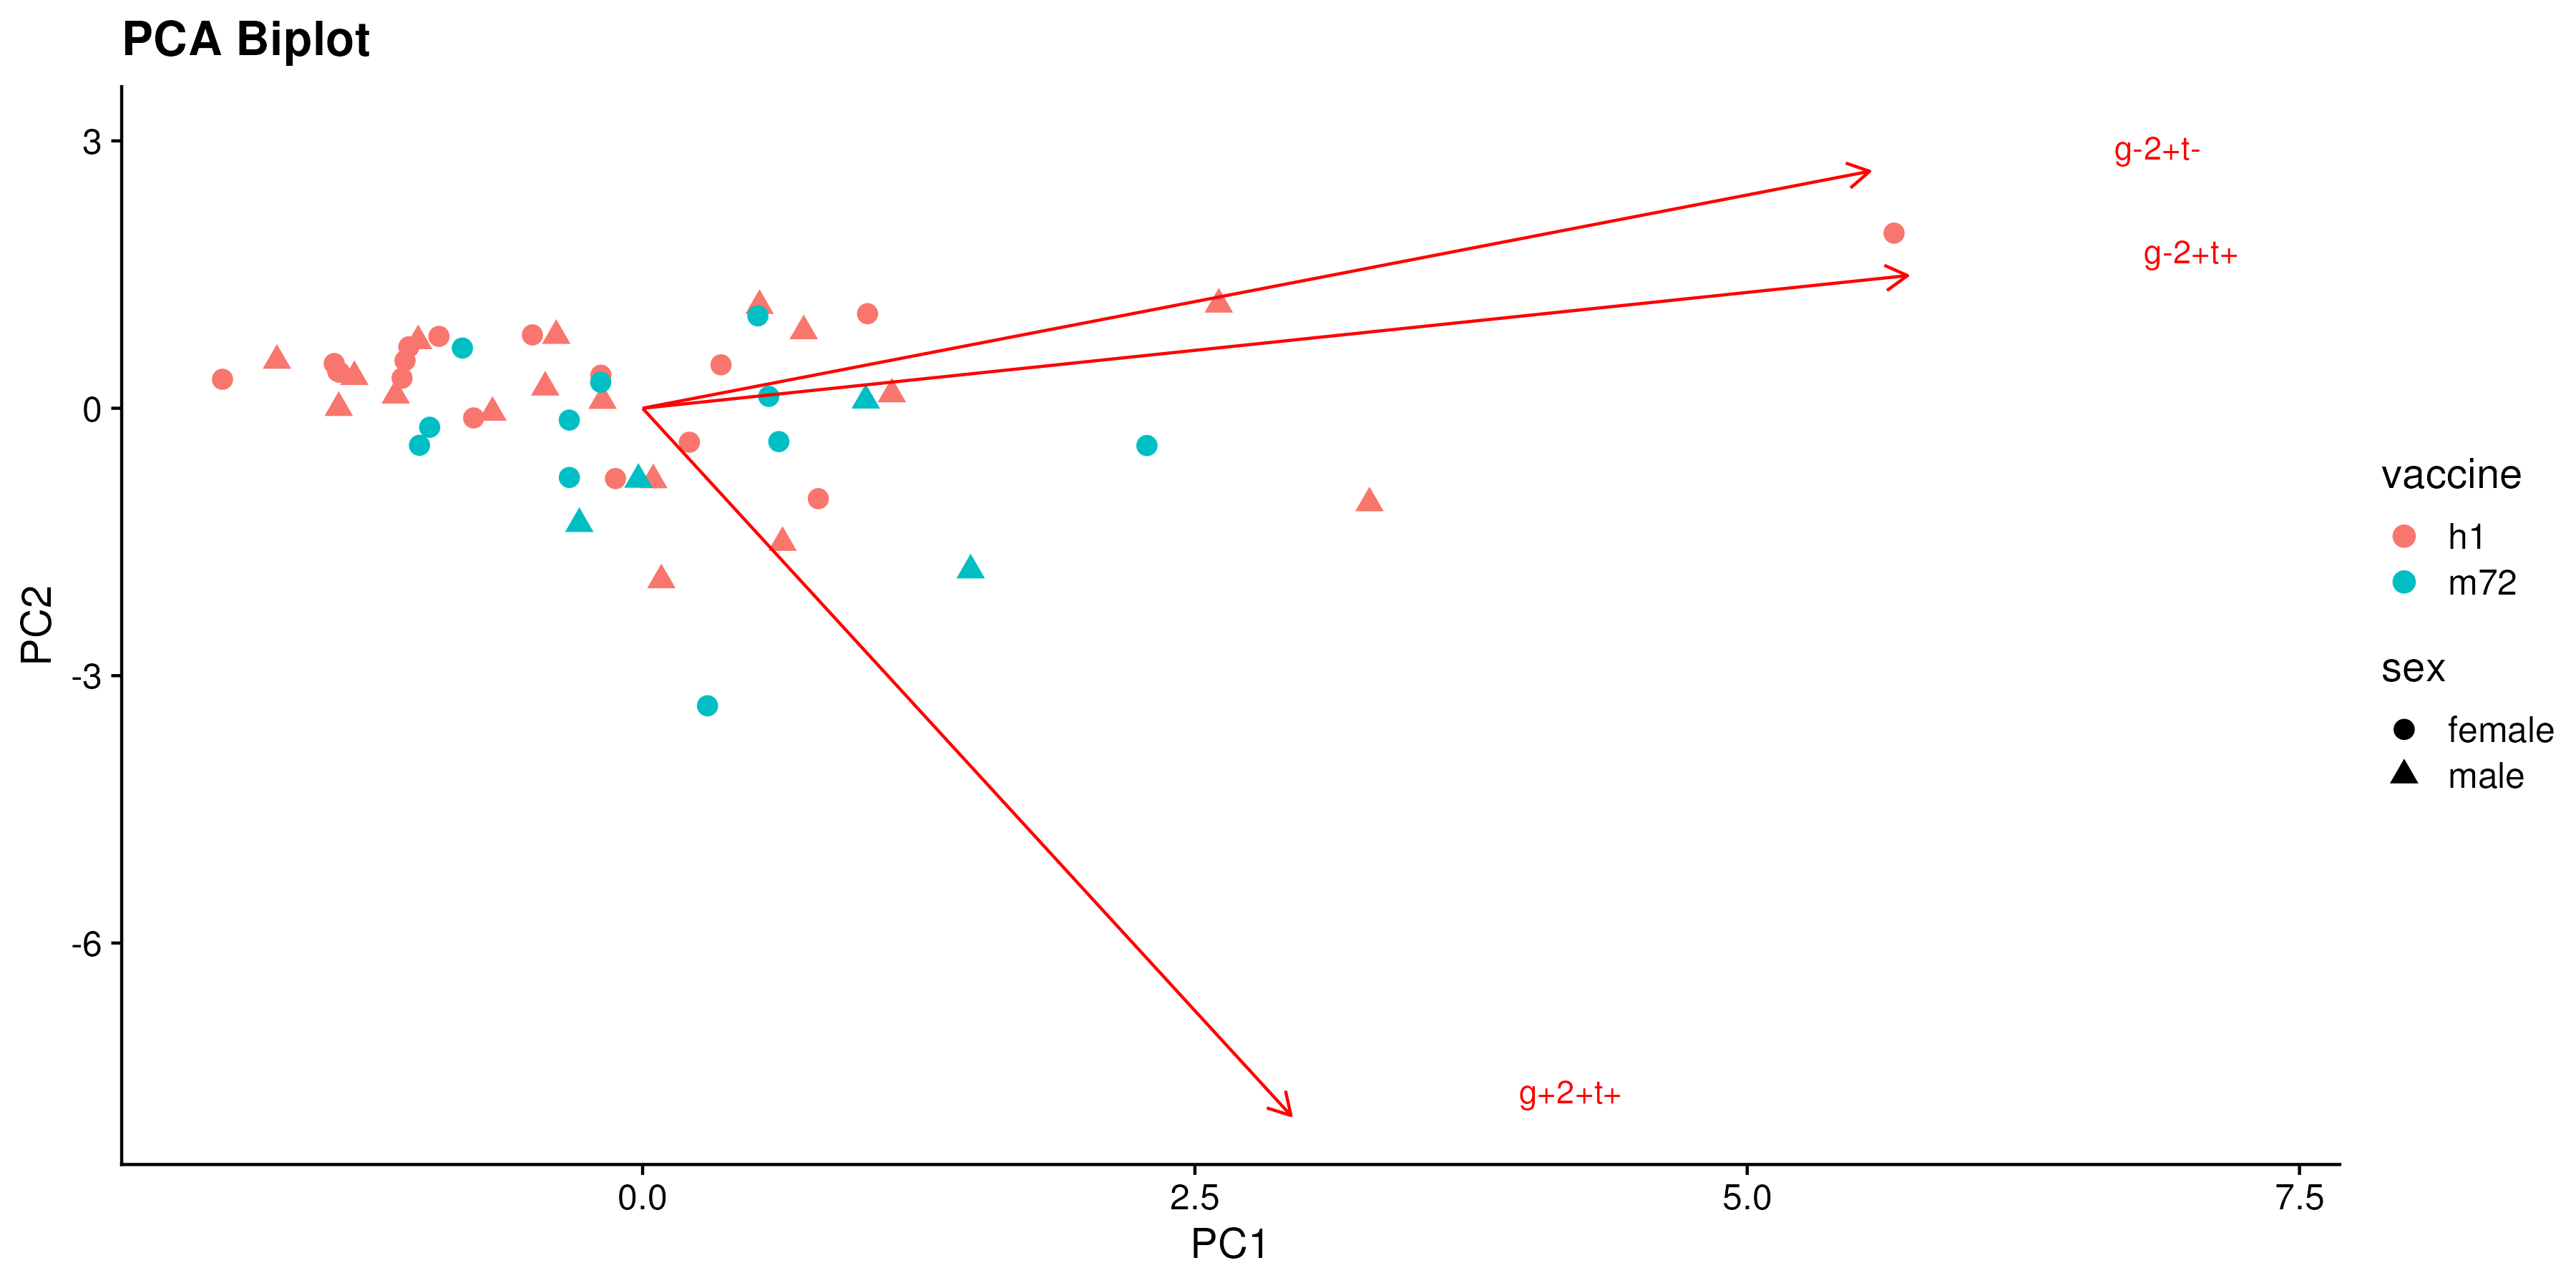 PCA Biplot
3
0
-3
-6
PC2
g-2+t-
g-2+t+
g+2+t+
0.0
2.5
5.0
7.5
PC1
vaccine
h1
m72
sex
female
male